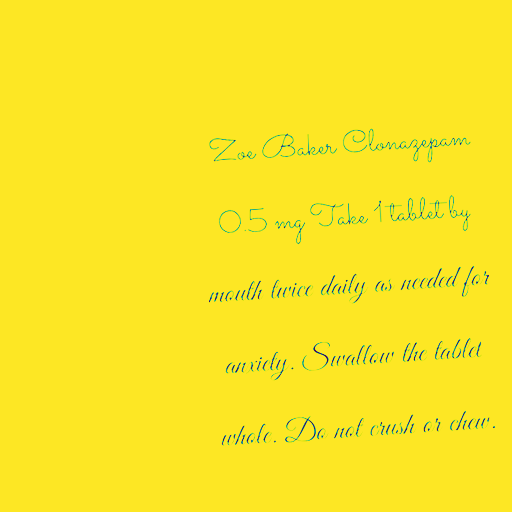 Zoe Baker Clonazepam
0.5 mg Take 1 tablet by
mouth twice daily as needed for
anxiety. Swallow the tablet
whole. Do not crush or chew.